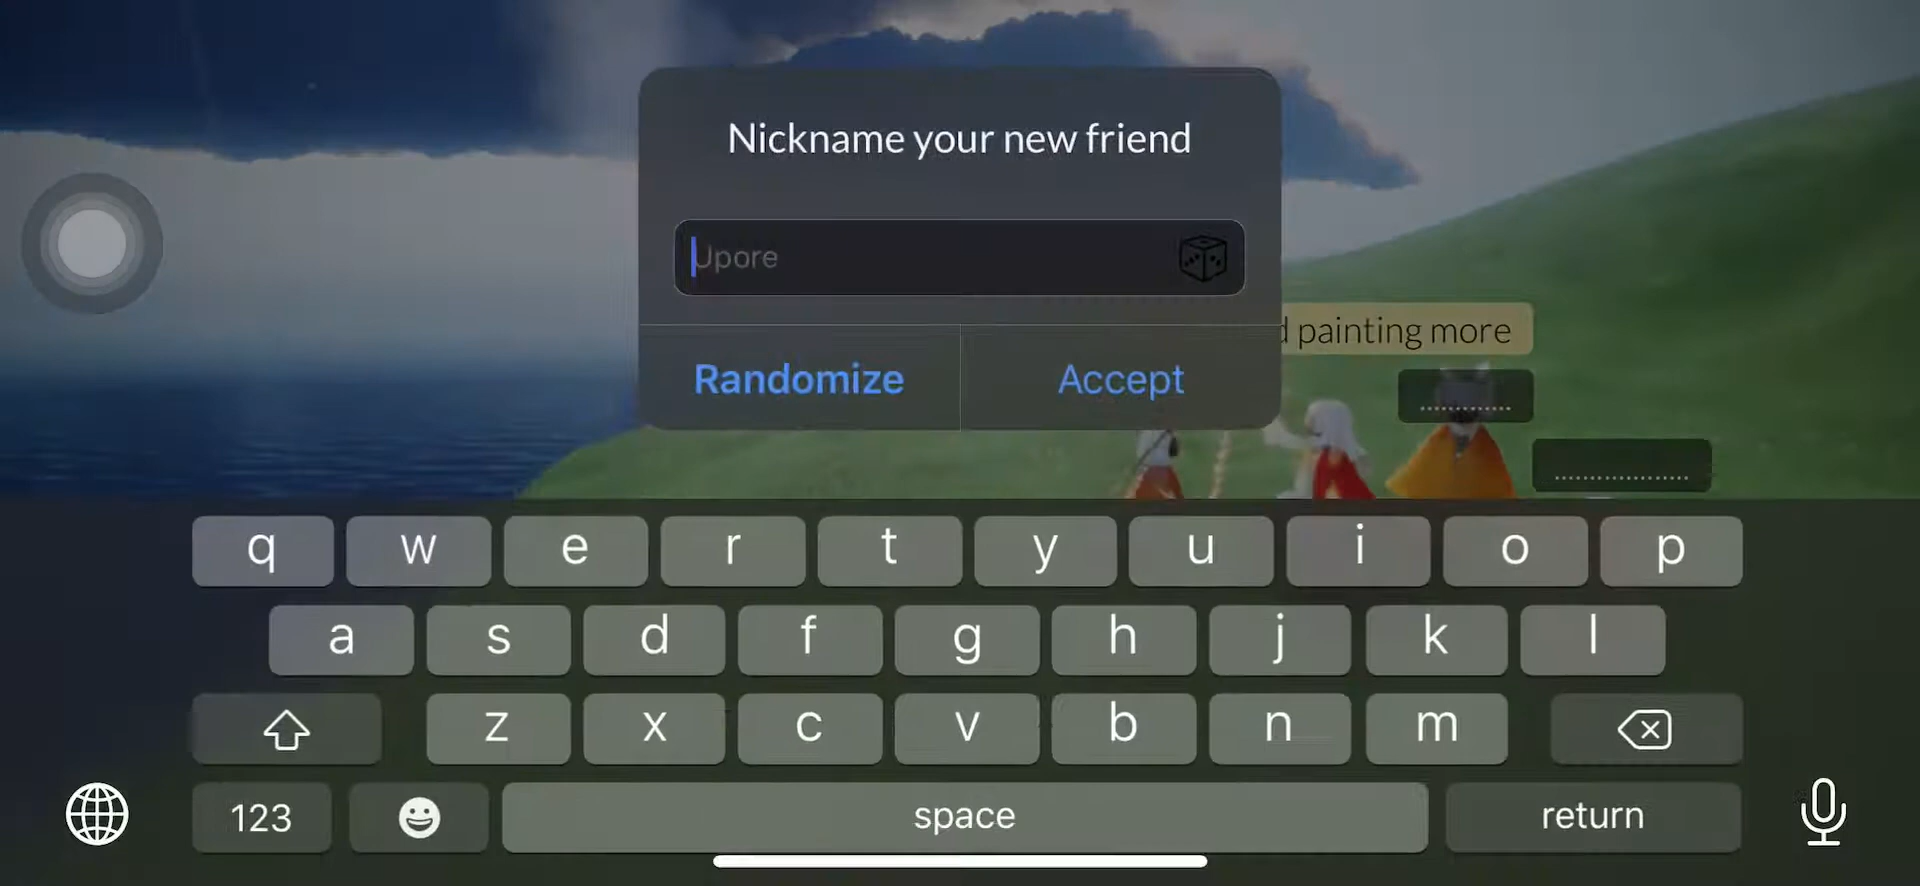 Nickname your new friend
Upore
painting more
Randomize
Accept
q w e r t y u i o p
a s d f g h j k l
z x c v b n m
123
space
return